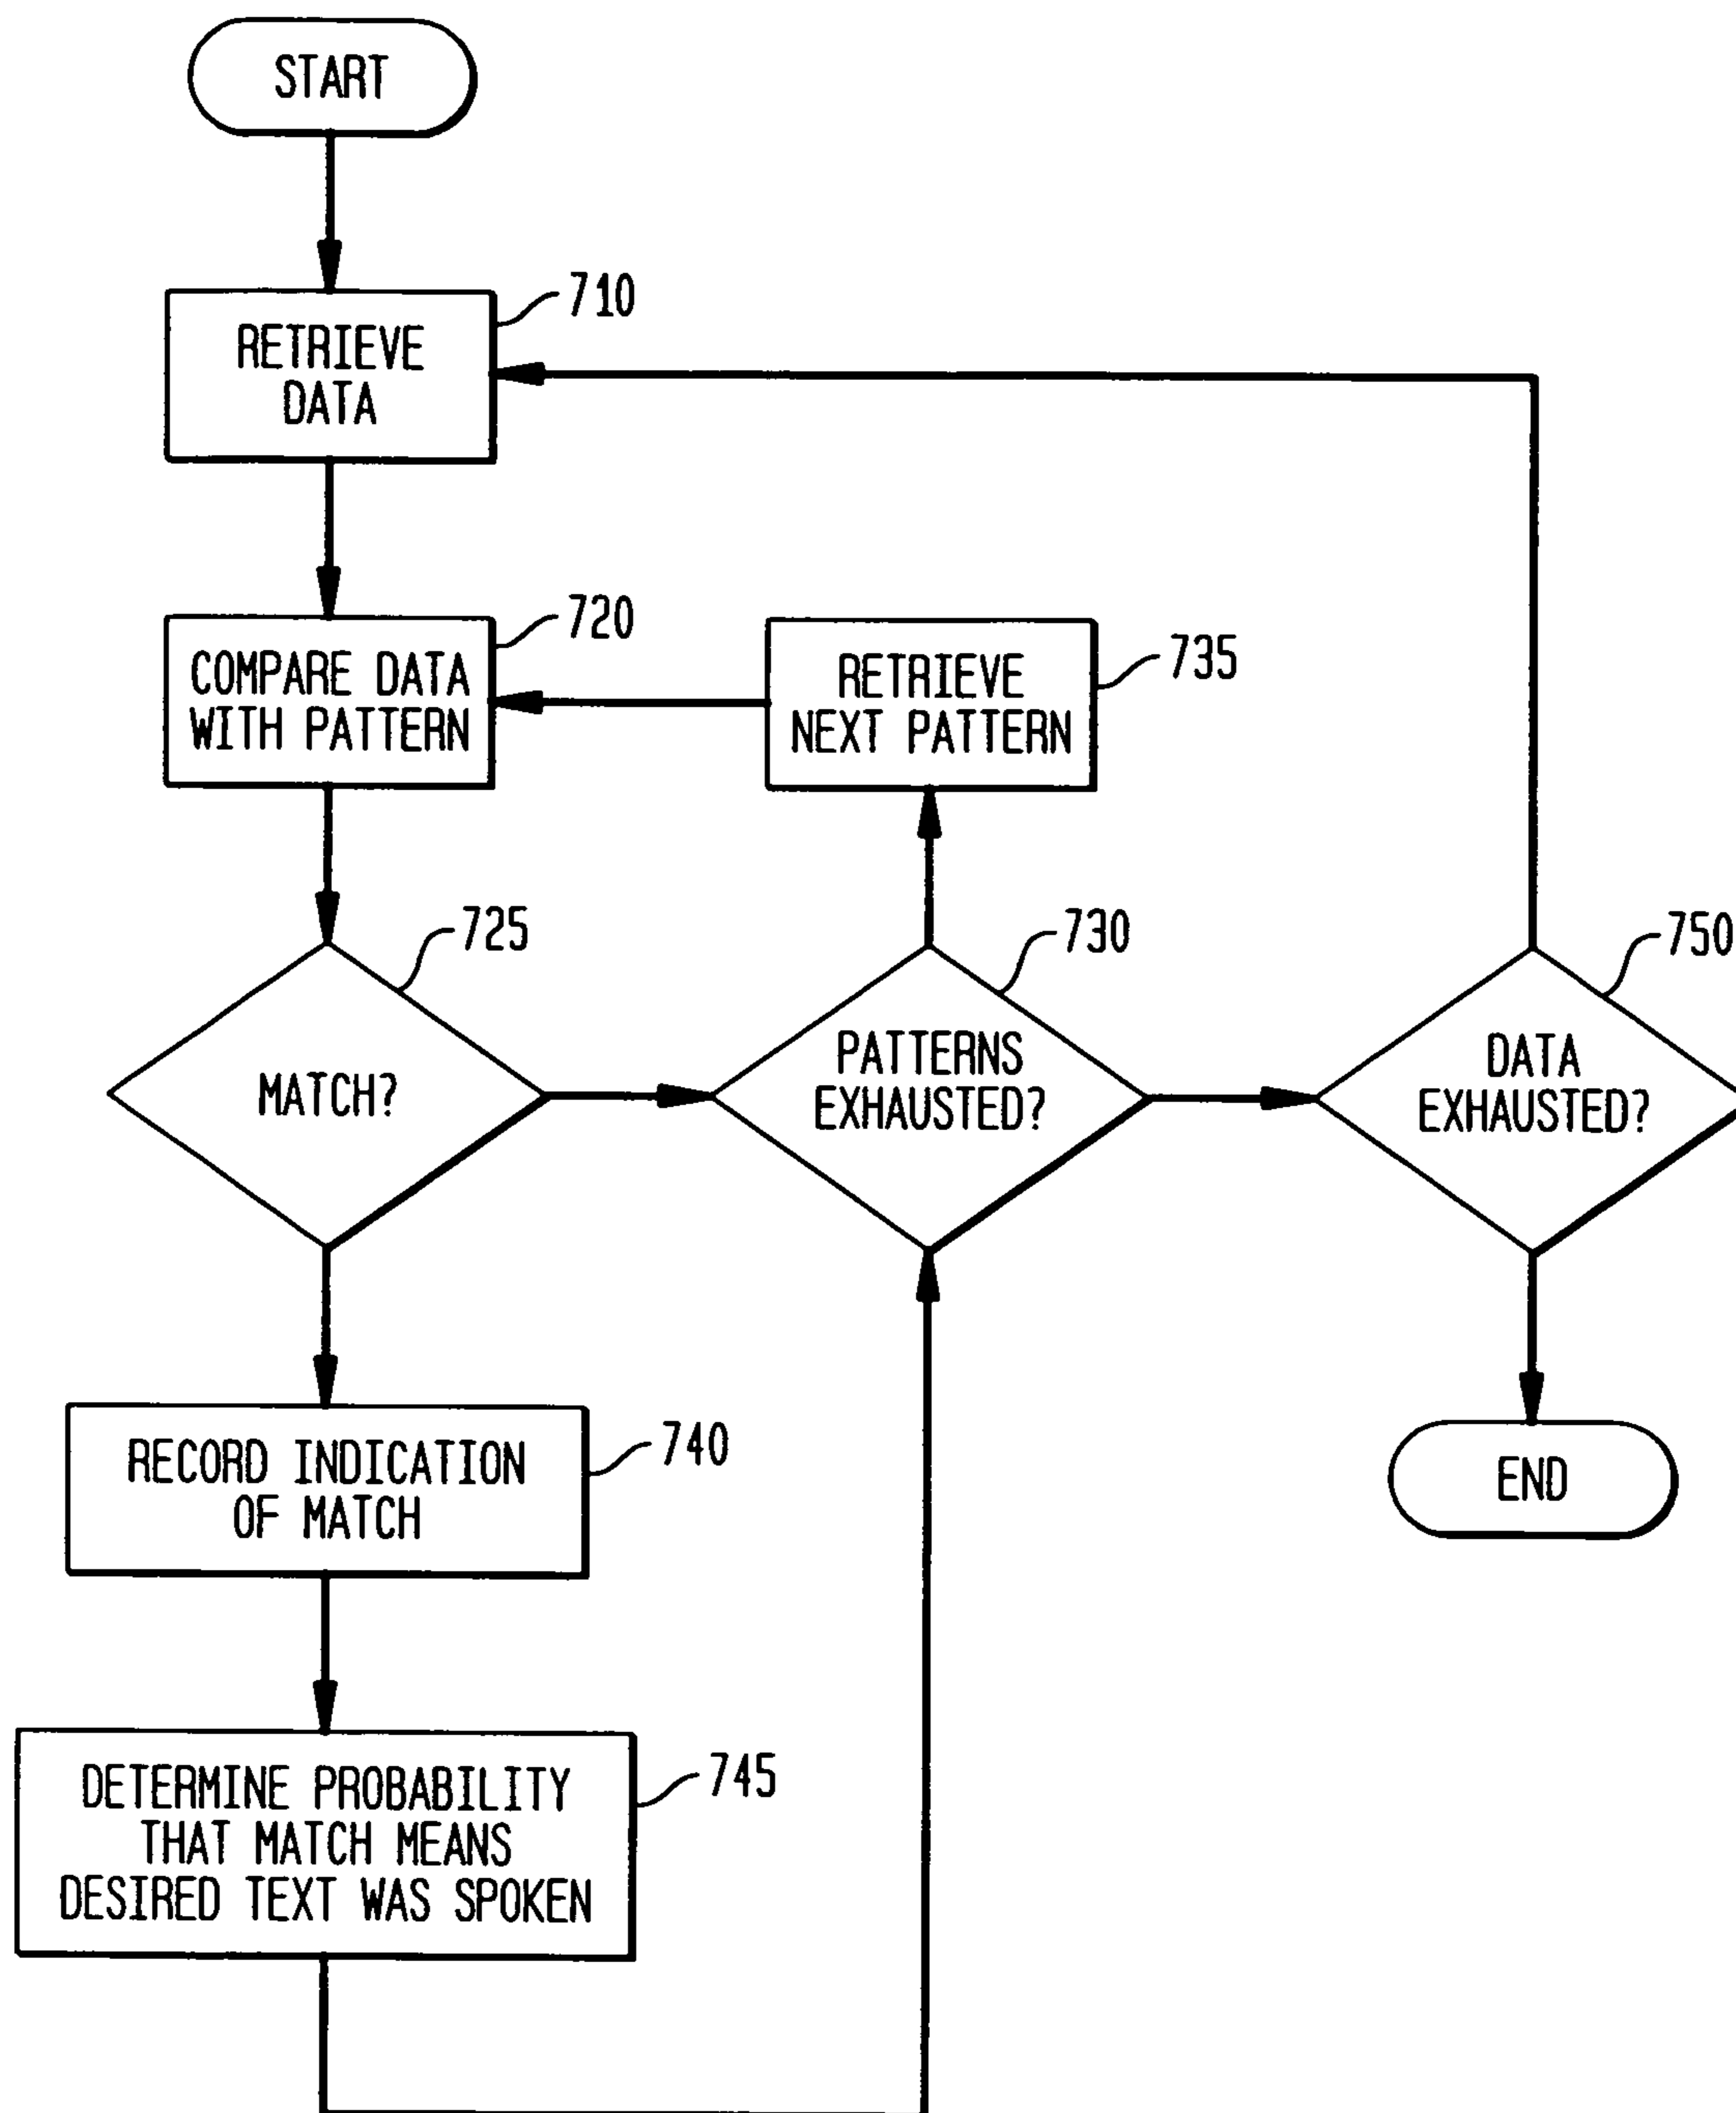 START
710
RETRIEVE
DATA
720
COMPARE DATA
WITH PATTERN
735
RETRIEVE
NEXT PATTERN
725
MATCH?
730
PATTERNS
EXHAUSTED?
750
DATA
EXHAUSTED?
740
RECORD INDICATION
OF MATCH
END
745
DETERMINE PROBABILITY
THAT MATCH MEANS
DESIRED TEXT WAS SPOKEN